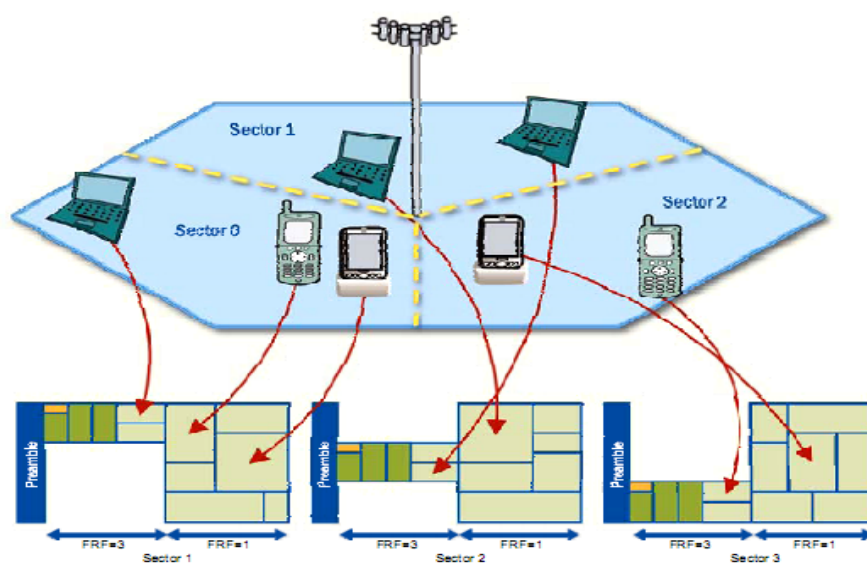 Sector 1
Sector 2
Sector
Preamble
Preamble
Preamble
FRF=3 FRF=1
FRF=3 FRF=1
FRF=3 FRF=1
Sector 1
Sector 2
Sector 3